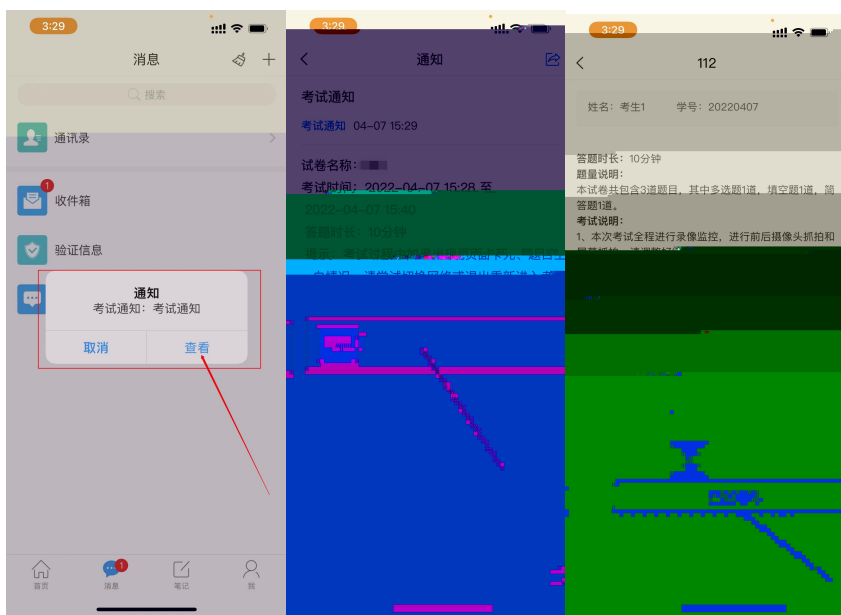 3:29
消息
搜索
通讯录
1
收件箱
验证信息
通知
考试通知: 考试通知
取消
查看
首页
消息
1
笔记
我
3:29
通知
考试通知
考试通知 04-07 15:29
试卷名称:
考试时间: 2022-04-07 15:28 至
2022-04-07 15:40
答题时长: 10分钟
3:29
112
姓名: 考生1 学号: 20220407
答题时长: 10分钟
题量说明:
本试卷共包含3道题目, 其中多选题1道, 填空题1道, 简
答题1道。
考试说明:
1、本次考试全程进行录像监控, 进行前后摄像头抓拍和